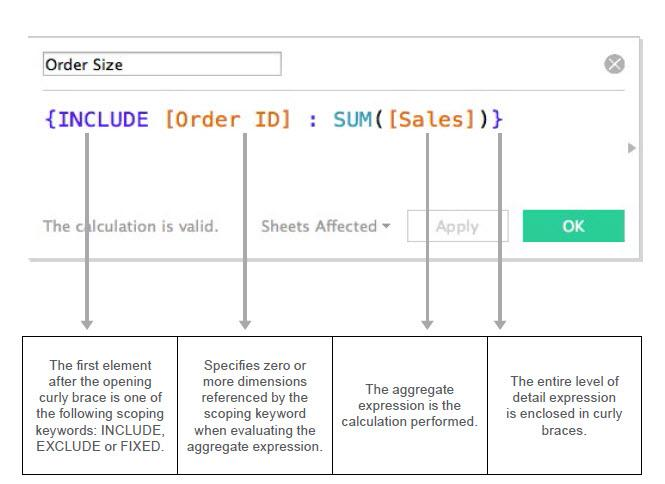 Order Size
{INCLUDE [Order ID] : SUM([Sales])}
The calculation is valid.
Sheets Affected
Apply
OK
The first element
after the opening
curly brace is one of
the following scoping
keywords: INCLUDE,
EXCLUDE or FIXED.
Specifies zero or
more dimensions
referenced by the
scoping keyword
when evaluating the
aggregate expression.
The aggregate
expression is the
calculation performed.
The entire level of
detail expression
is enclosed in curly
braces.